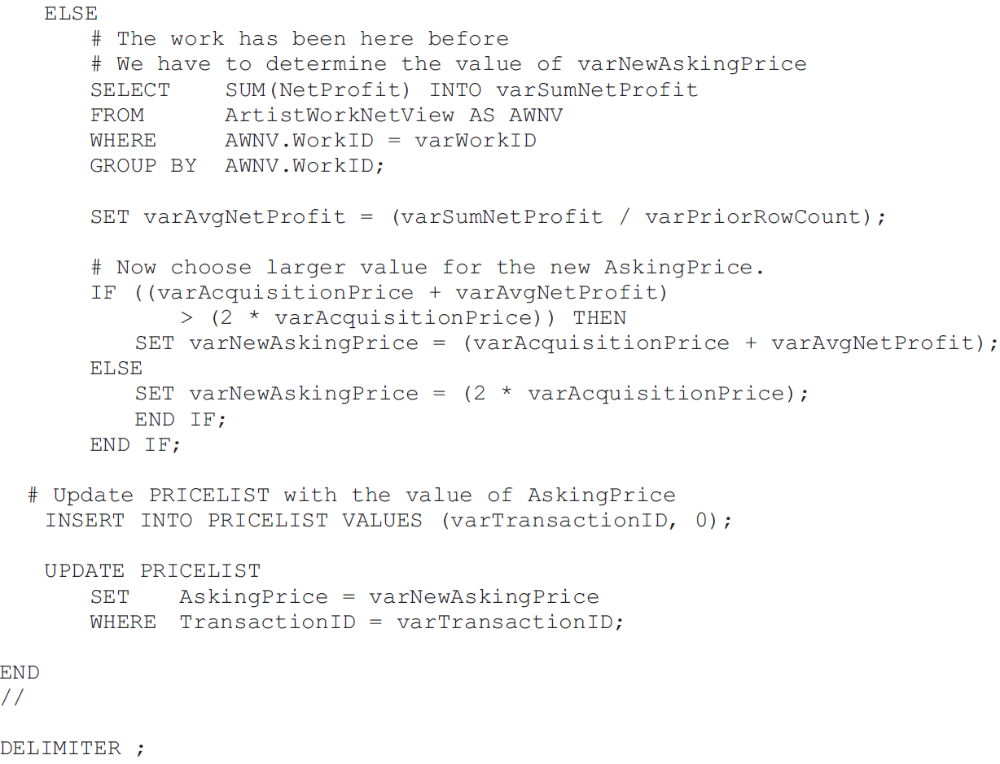 ELSE
# The work has been here before
# We have to determine the value of varNewAskingPrice
SELECT SUM(NetProfit) INTO varSumNetProfit
FROM ArtistWorkNetView AS AWNV
WHERE AWNV.WorkID = varWorkID
GROUP BY AWNV.WorkID;
SET varAvgNetProfit = (varSumNetProfit / varPriorRowCount);
# Now choose larger value for the new AskingPrice.
IF ((varAcquisitionPrice + varAvgNetProfit)
> (2 * varAcquisitionPrice)) THEN
SET varNewAskingPrice = (varAcquisitionPrice + varAvgNetProfit);
ELSE
SET varNewAskingPrice = (2 * varAcquisitionPrice);
END IF;
END IF;
# Update PRICELIST with the value of AskingPrice
INSERT INTO PRICELIST VALUES (varTransactionID, 0);
UPDATE PRICELIST
SET AskingPrice = varNewAskingPrice
WHERE TransactionID = varTransactionID;
END
//
DELIMITER ;